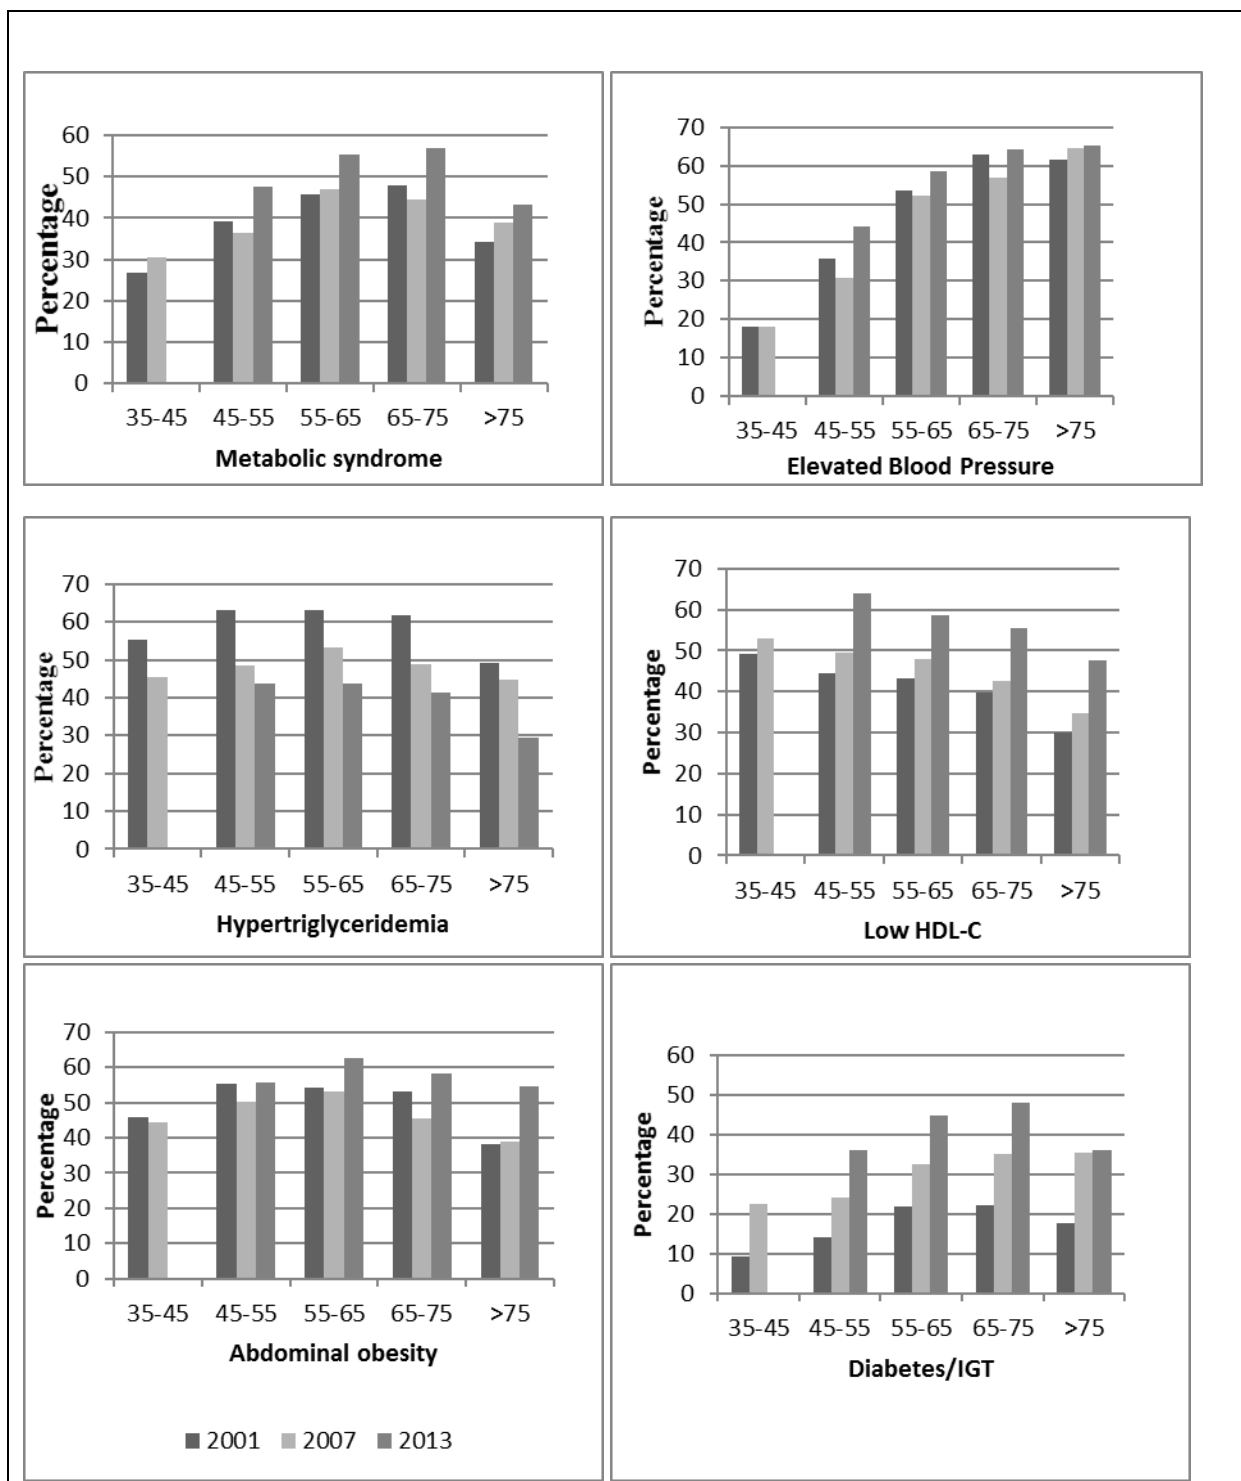 Percentage
60
50
40
30
20
10
0
35-45 45-55 55-65 65-75 >75
Metabolic syndrome
Percentage
70
60
50
40
30
20
10
0
35-45 45-55 55-65 65-75 >75
Elevated Blood Pressure
Percentage
70
60
50
40
30
20
10
0
35-45 45-55 55-65 65-75 >75
Hypertriglyceridemia
Percentage
70
60
50
40
30
20
10
0
35-45 45-55 55-65 65-75 >75
Low HDL-C
Percentage
70
60
50
40
30
20
10
0
35-45 45-55 55-65 65-75 >75
Abdominal obesity
2001 2007 2013
Percentage
60
50
40
30
20
10
0
35-45 45-55 55-65 65-75 >75
Diabetes/IGT